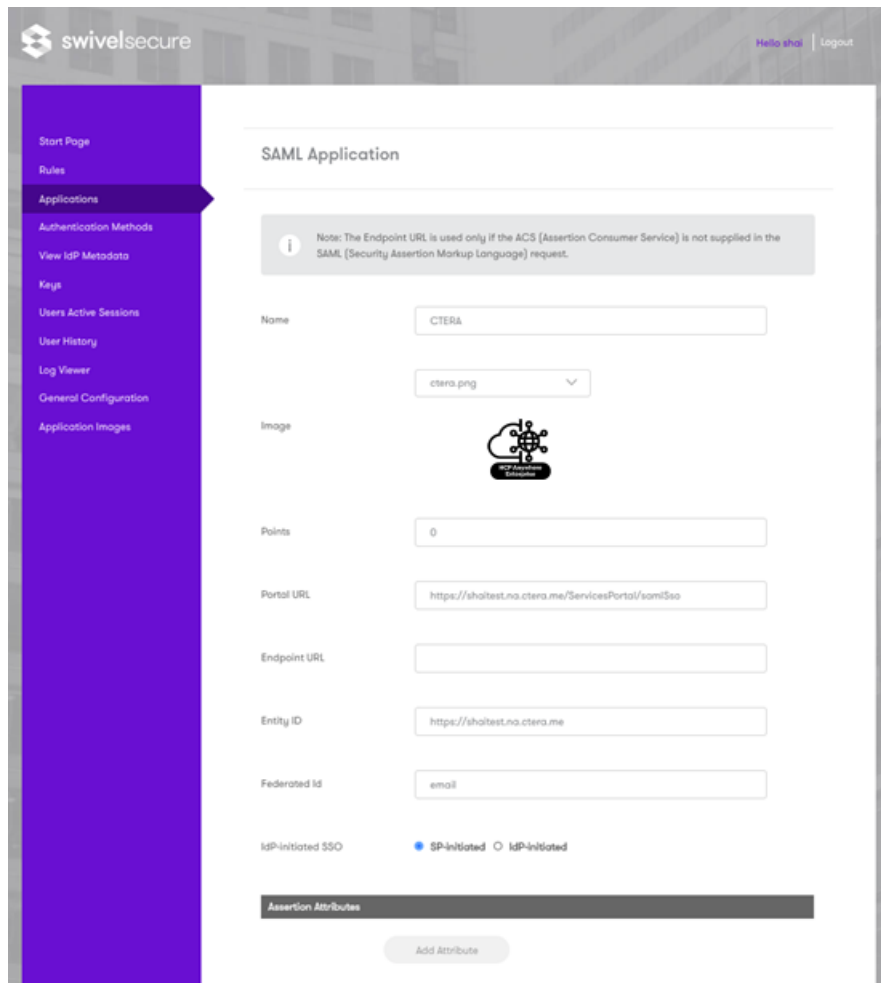 swivelsecure
Hello shai | Logout
Start Page
Rules
Applications
Authentication Methods
View IdP Metadata
Keys
Users Active Sessions
User History
Log Viewer
General Configuration
Application Images
SAML Application
Note: The Endpoint URL is used only if the ACS (Assertion Consumer Service) is not supplied in the
SAML (Security Assertion Markup Language) request.
Name
CTERA
ctera.png
Image
HCP Anywhere
Enterprise
Points
0
Portal URL
https://shaitest.na.ctera.me/ServicesPortal/samlSso
Endpoint URL
Entity ID
https://shaitest.na.ctera.me
Federated Id
email
IdP-initiated SSO
SP-initiated IdP-initiated
Assertion Attributes
Add Attribute